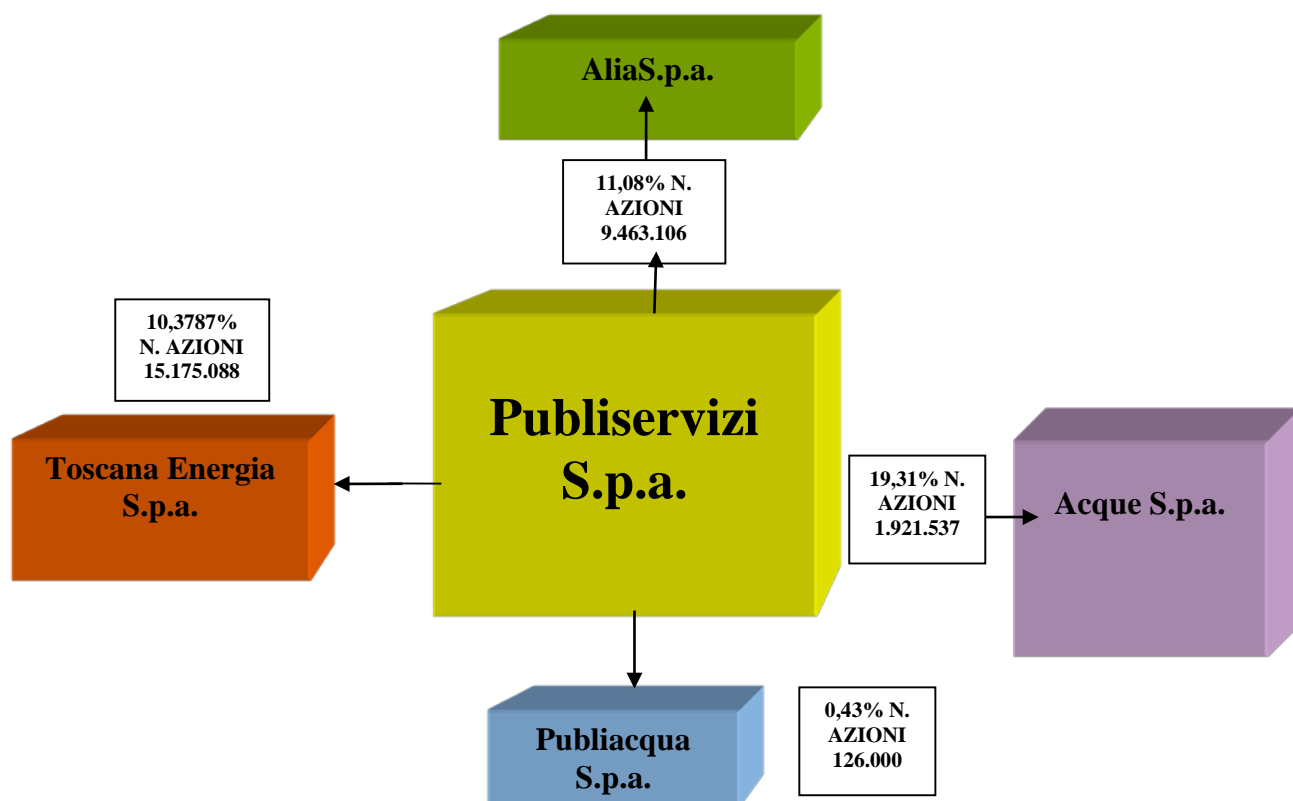 AliaS.p.a.
11,08% N.
AZIONI
9.463.106
10,3787%
N. AZIONI
15.175.088
Publiservizi
S.p.a.
Toscana Energia
S.p.a.
19,31% N.
AZIONI
1.921.537
Acque S.p.a.
Publiacqua
S.p.a.
0,43% N.
AZIONI
126.000